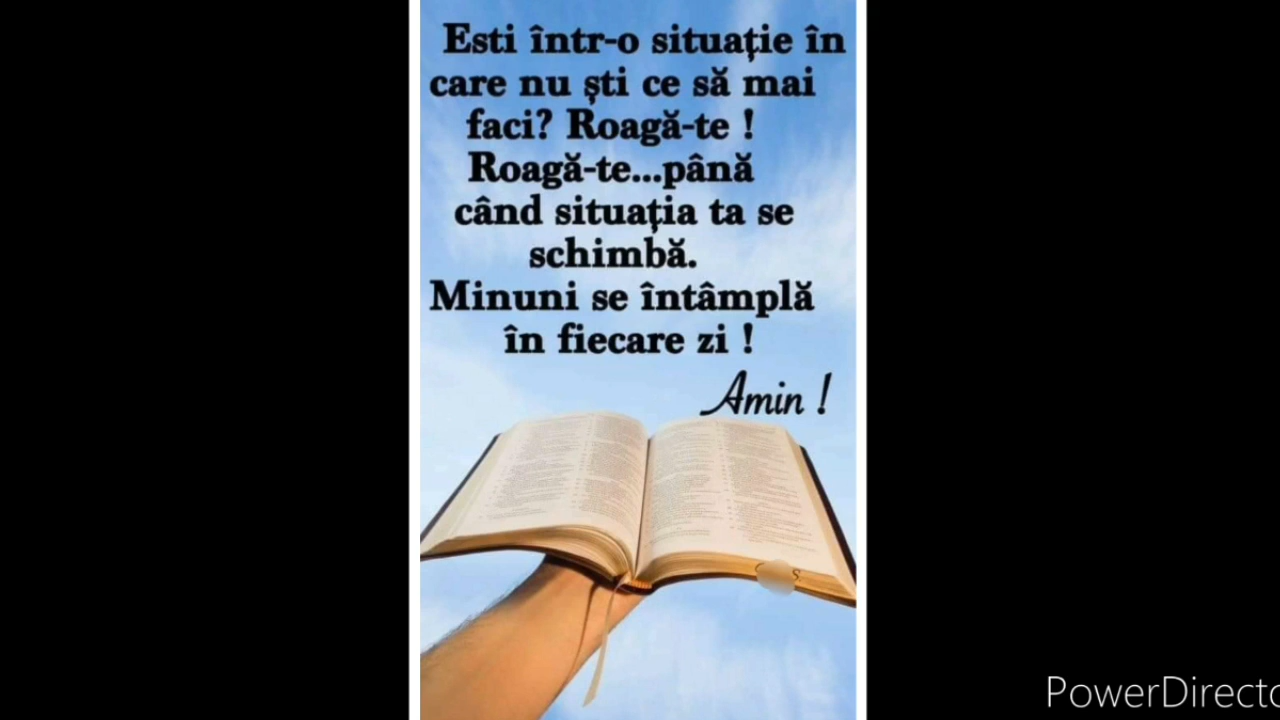 Esti într-o situație în
care nu ști ce să mai
faci? Roagă-te !
Roagă-te...până
când situația ta se
schimbă.
Minuni se întâmplă
în fiecare zi !
Amin !